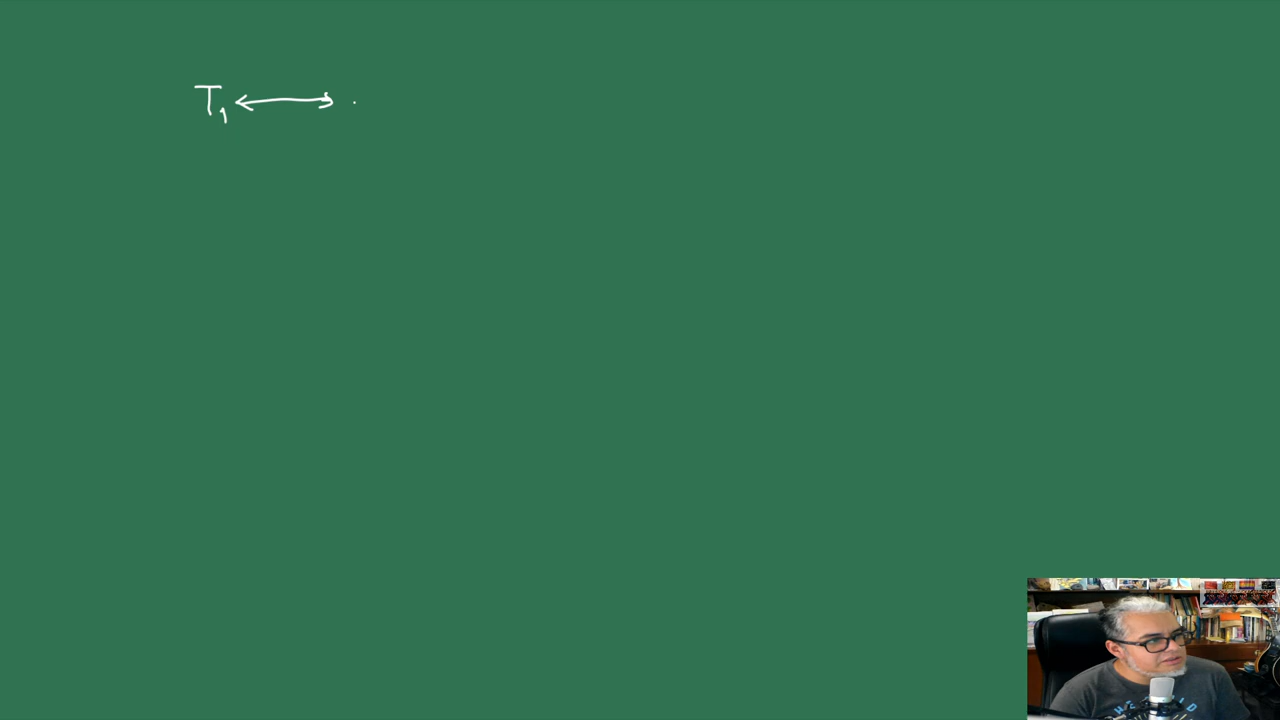 T₁ ⟷ .